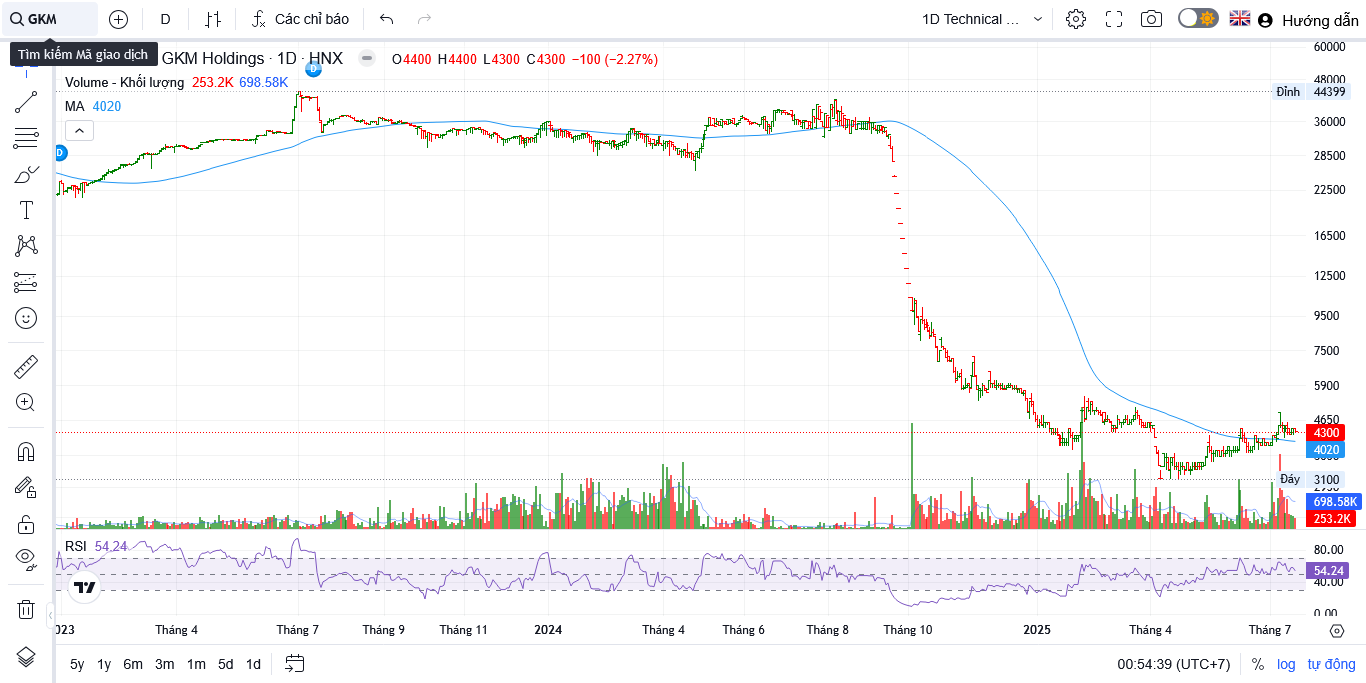 GKM D Các chỉ báo 1D Technical ... Hướng dẫn
Tìm kiếm Mã giao dịch
GKM Holdings · 1D · HNX O4400 H4400 L4300 C4300 −100 (−2.27%)
D
Volume - Khối lượng 253.2K 698.58K
MA 4020
D
60000
48000
Đỉnh 44399
36000
28500
22500
16500
12500
9500
7500
5900
4650
4300
4020
Đáy 3100
698.58K
253.2K
RSI 54.24
80.00
54.24
40.00
0.00
023 Tháng 4 Tháng 7 Tháng 9 Tháng 11 2024 Tháng 4 Tháng 6 Tháng 8 Tháng 10 2025 Tháng 4 Tháng 7
5y 1y 6m 3m 1m 5d 1d 00:54:39 (UTC+7) % log tự động